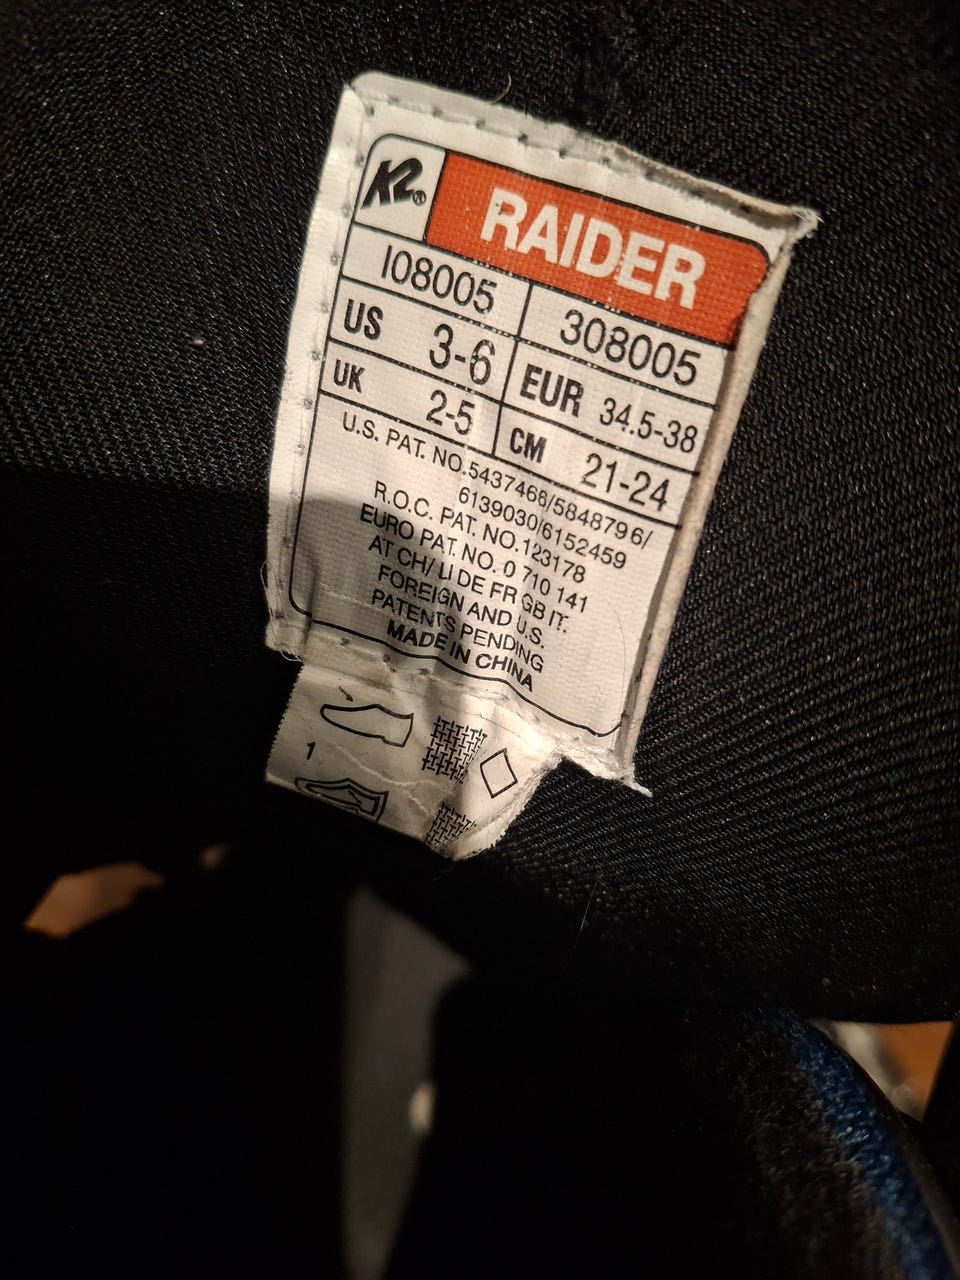 K2® RAIDER
I08005 308005
US 3-6 EUR 34.5-38
UK 2-5 CM 21-24
U.S. PAT. NO.5437466/5848796/
6139030/6152459
R.O.C. PAT. NO.123178
EURO PAT. NO. 0 710 141
AT CH/ LI DE FR GB IT.
FOREIGN AND U.S.
PATENTS PENDING
MADE IN CHINA
1